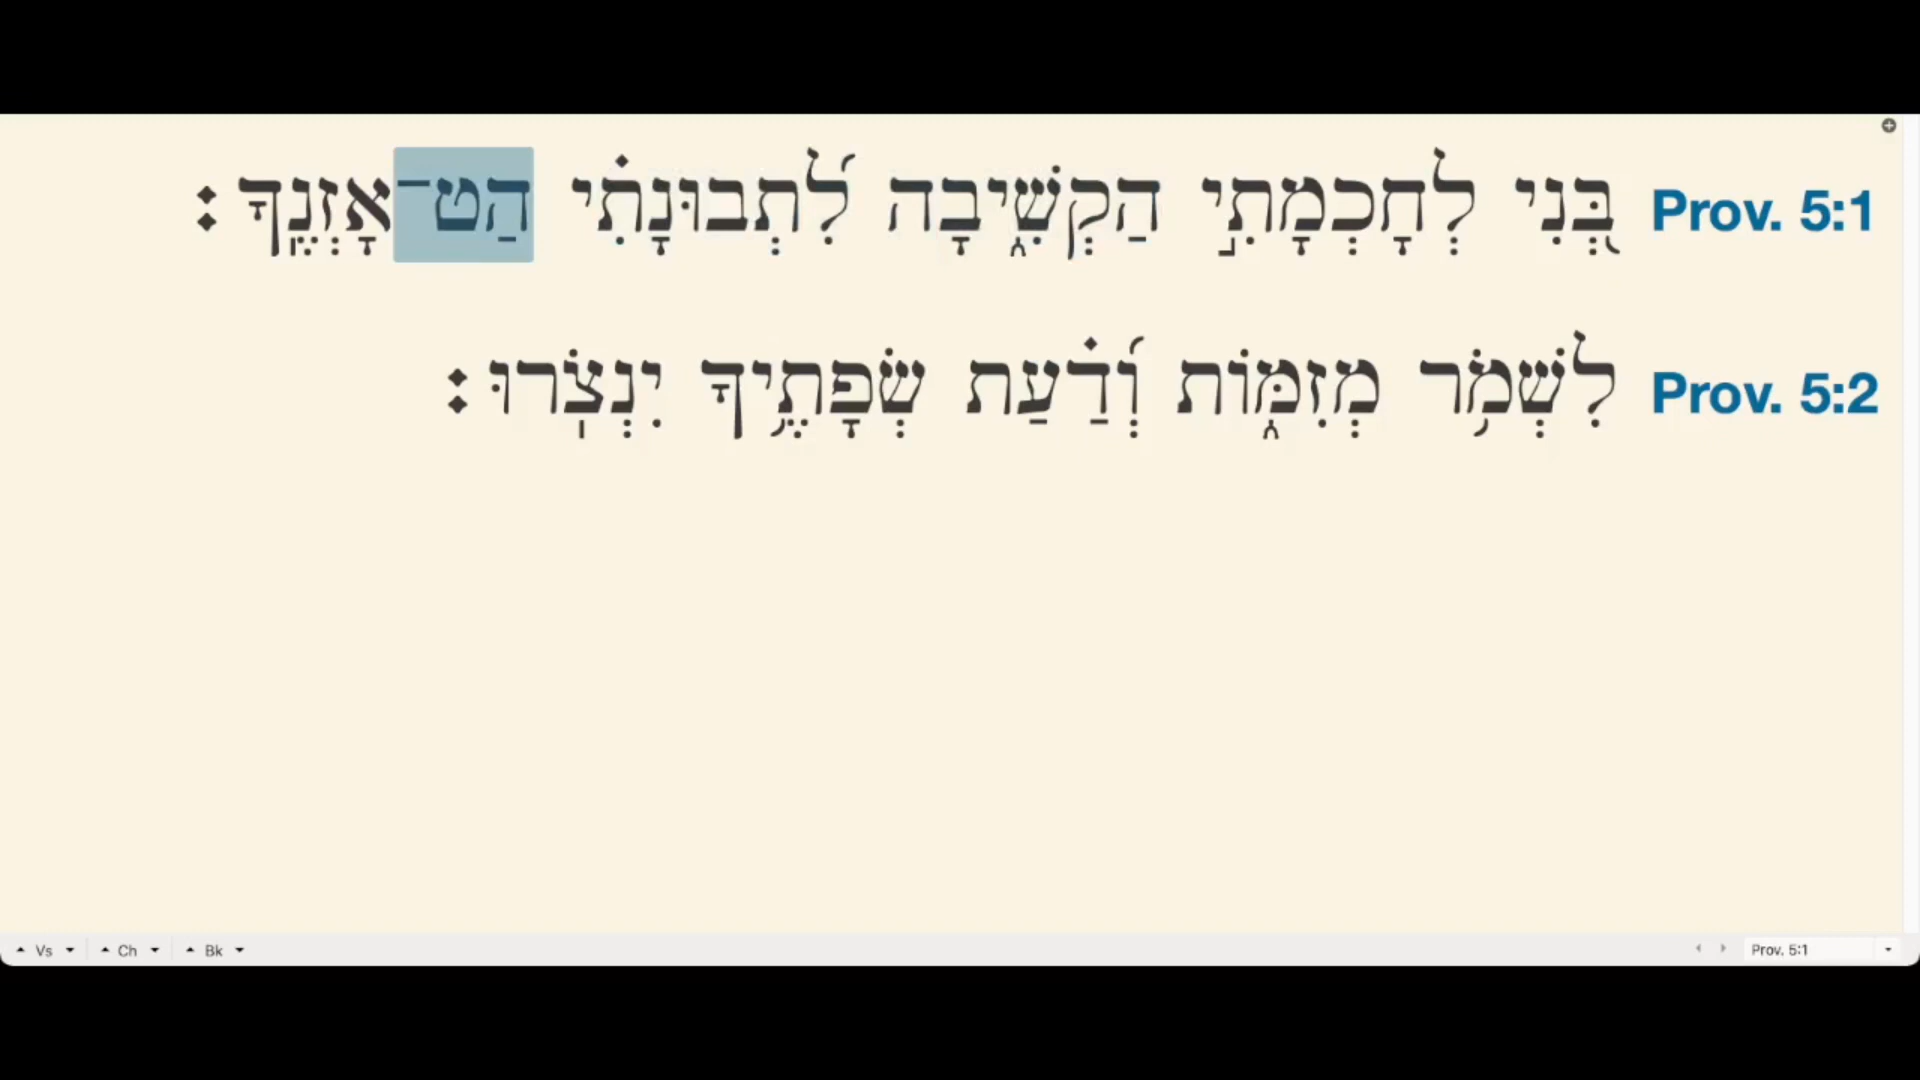 Prov. 5:1 בְּ֭נִי לְחָכְמָתִ֣י הַקְשִׁ֑יבָה לִ֝תְבוּנָתִ֗י הַט־אָזְנֶֽךָ׃
Prov. 5:2 לִשְׁמֹ֥ר מְזִמּ֑וֹת וְ֝דַ֗עַת שְׂפָתֶ֥יךָ יִנְצֹֽרוּ׃
Vs Ch Bk Prov. 5:1